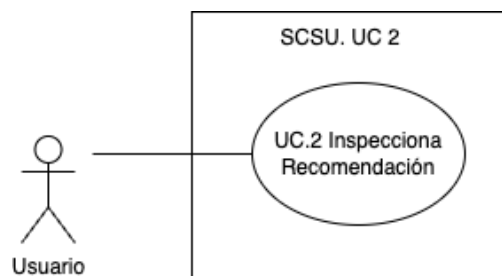 SCSU. UC 2
UC.2 Inspecciona
Recomendación
Usuario